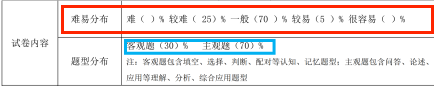 试卷内容
难易分布
难（ ）% 较难（ 25）% 一般（70 ）% 较易（5 ）% 很容易（ ）%
题型分布
客观题（30）% 主观题（70）%
注：客观题包含填空、选择、判断、配对等认知、记忆题型；主观题包含问答、论述、
应用等理解、分析、综合应用题型